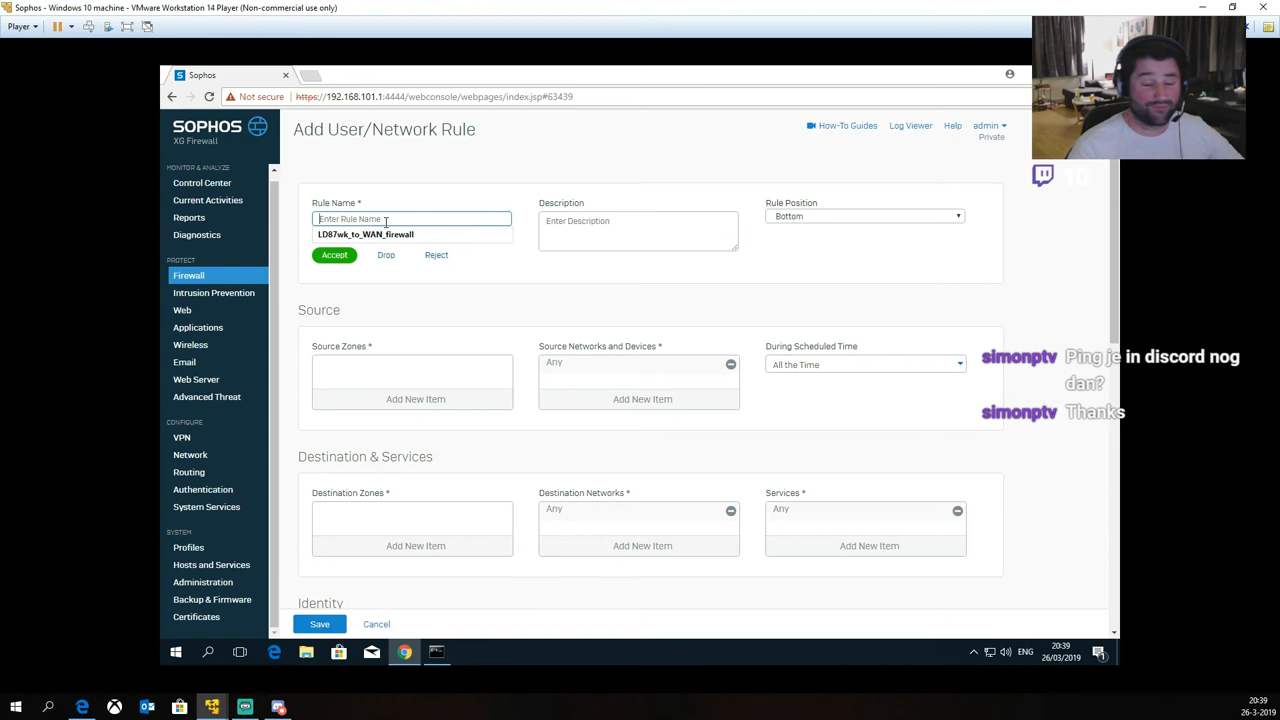 Sophos - Windows 10 machine - VMware Workstation 14 Player (Non-commercial use only)
Player
Sophos
Not secure
https://192.168.101.1:4444/webconsole/webpages/index.jsp#63439
SOPHOS
XG Firewall
Add User/Network Rule
How-To Guides
Log Viewer
Help
admin
Private
10
MONITOR & ANALYZE
Control Center
Current Activities
Reports
Diagnostics
PROTECT
Firewall
Intrusion Prevention
Web
Applications
Wireless
Email
Web Server
Advanced Threat
CONFIGURE
VPN
Network
Routing
Authentication
System Services
SYSTEM
Profiles
Hosts and Services
Administration
Backup & Firmware
Certificates
Rule Name *
Enter Rule Name
LD87wk_to_WAN_firewall
Accept
Drop
Reject
Description
Enter Description
Rule Position
Bottom
Source
Source Zones *
Add New Item
Source Networks and Devices *
Any
Add New Item
During Scheduled Time
All the Time
simonptv Ping je in discord nog
dan?
simonptv Thanks
Destination & Services
Destination Zones *
Add New Item
Destination Networks *
Any
Add New Item
Services *
Any
Add New Item
Identity
Save
Cancel
ENG
20:39
26/03/2019
1
20:39
26-3-2019